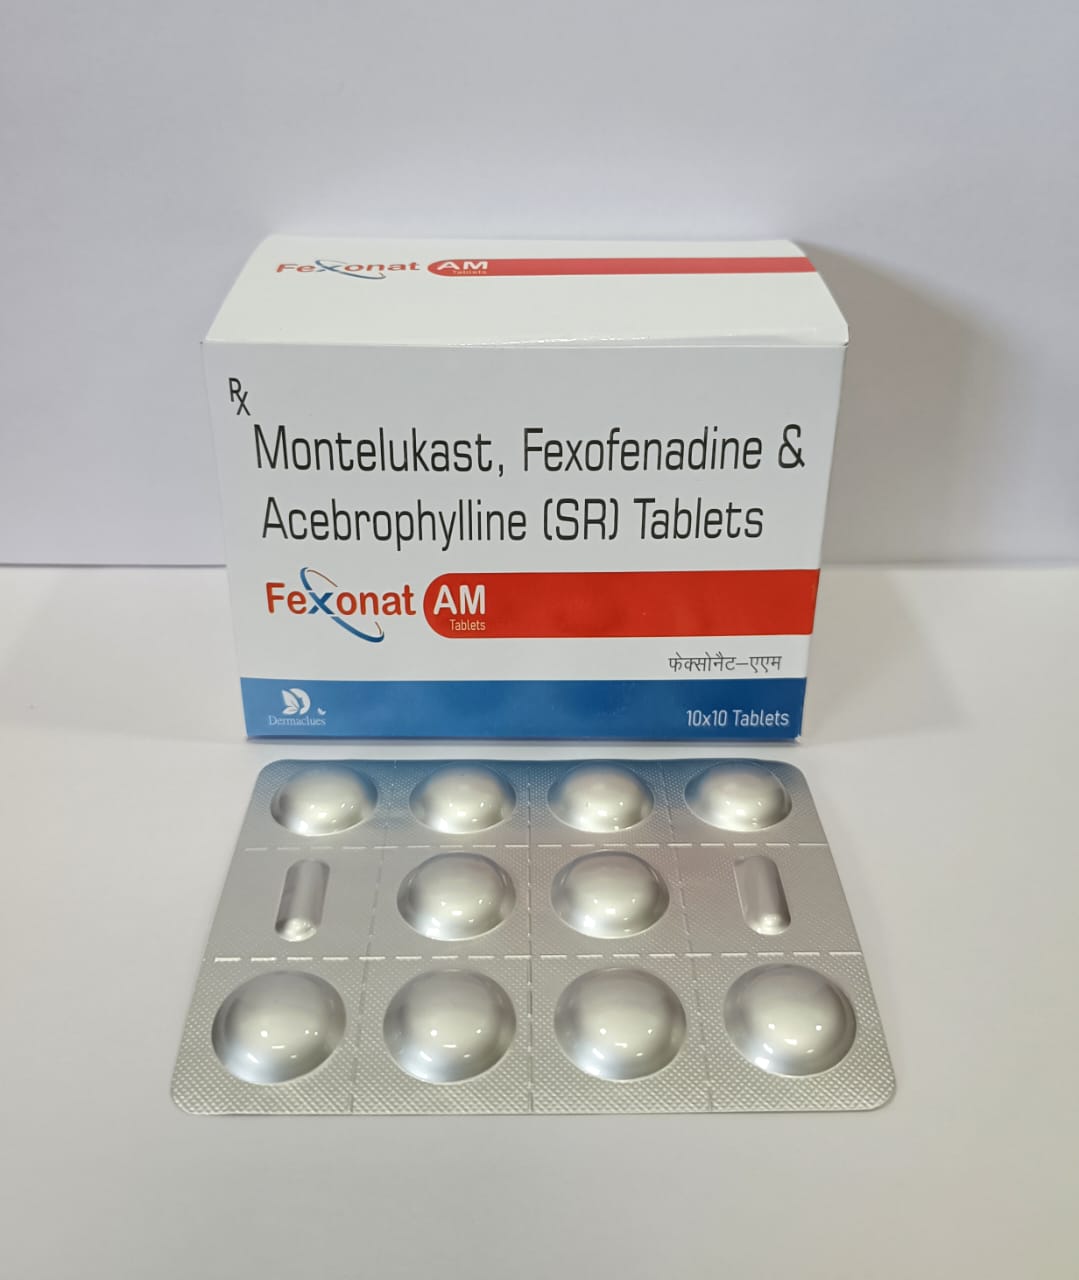 Fexonat AM
Tablets
Rx
Montelukast, Fexofenadine &
Acebrophylline (SR) Tablets
Fexonat AM
Tablets
फेक्सोनैट–एएम
Dermaclues
10x10 Tablets